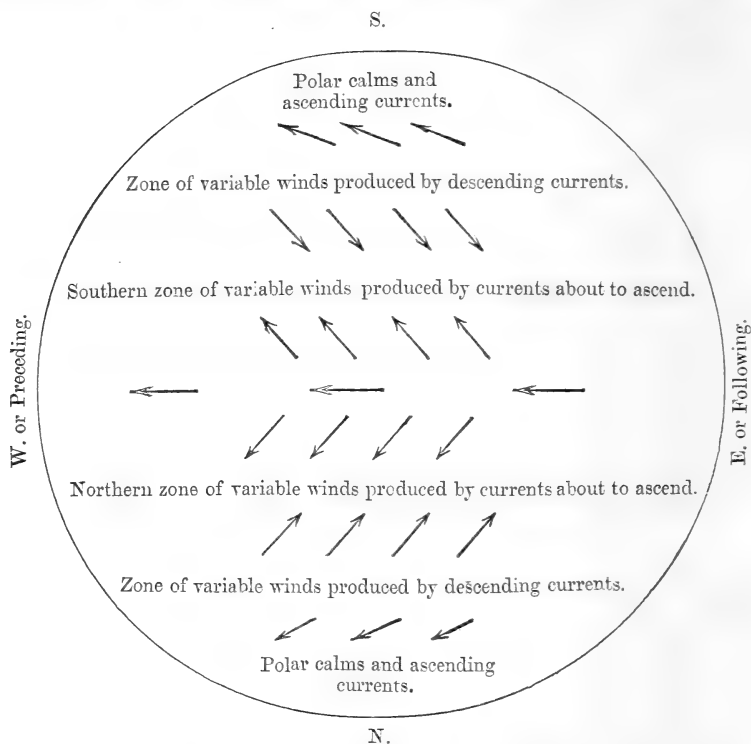 S.
Polar calms and
ascending currents.
Zone of variable winds produced by descending currents.
Southern zone of variable winds produced by currents about to ascend.
W. or Preceding.
E. or Following.
Northern zone of variable winds produced by currents about to ascend.
Zone of variable winds produced by descending currents.
Polar calms and ascending
currents.
N.